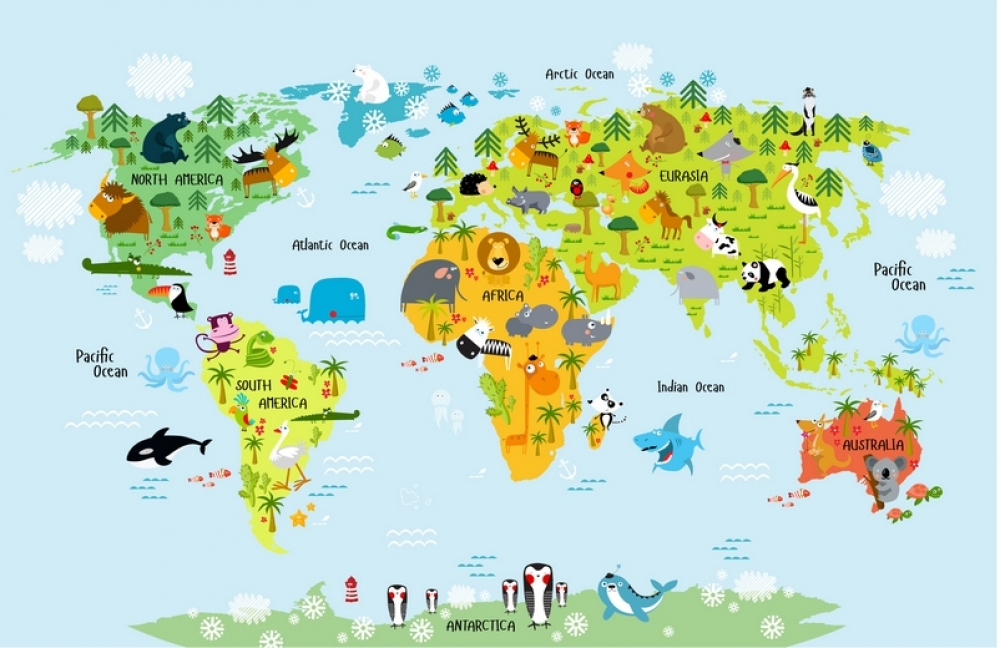 Arctic Ocean
NORTH AMERICA
EURASIA
Atlantic Ocean
Pacific
Ocean
AFRICA
Pacific
Ocean
Indian Ocean
SOUTH
AMERICA
AUSTRALIA
ANTARCTICA